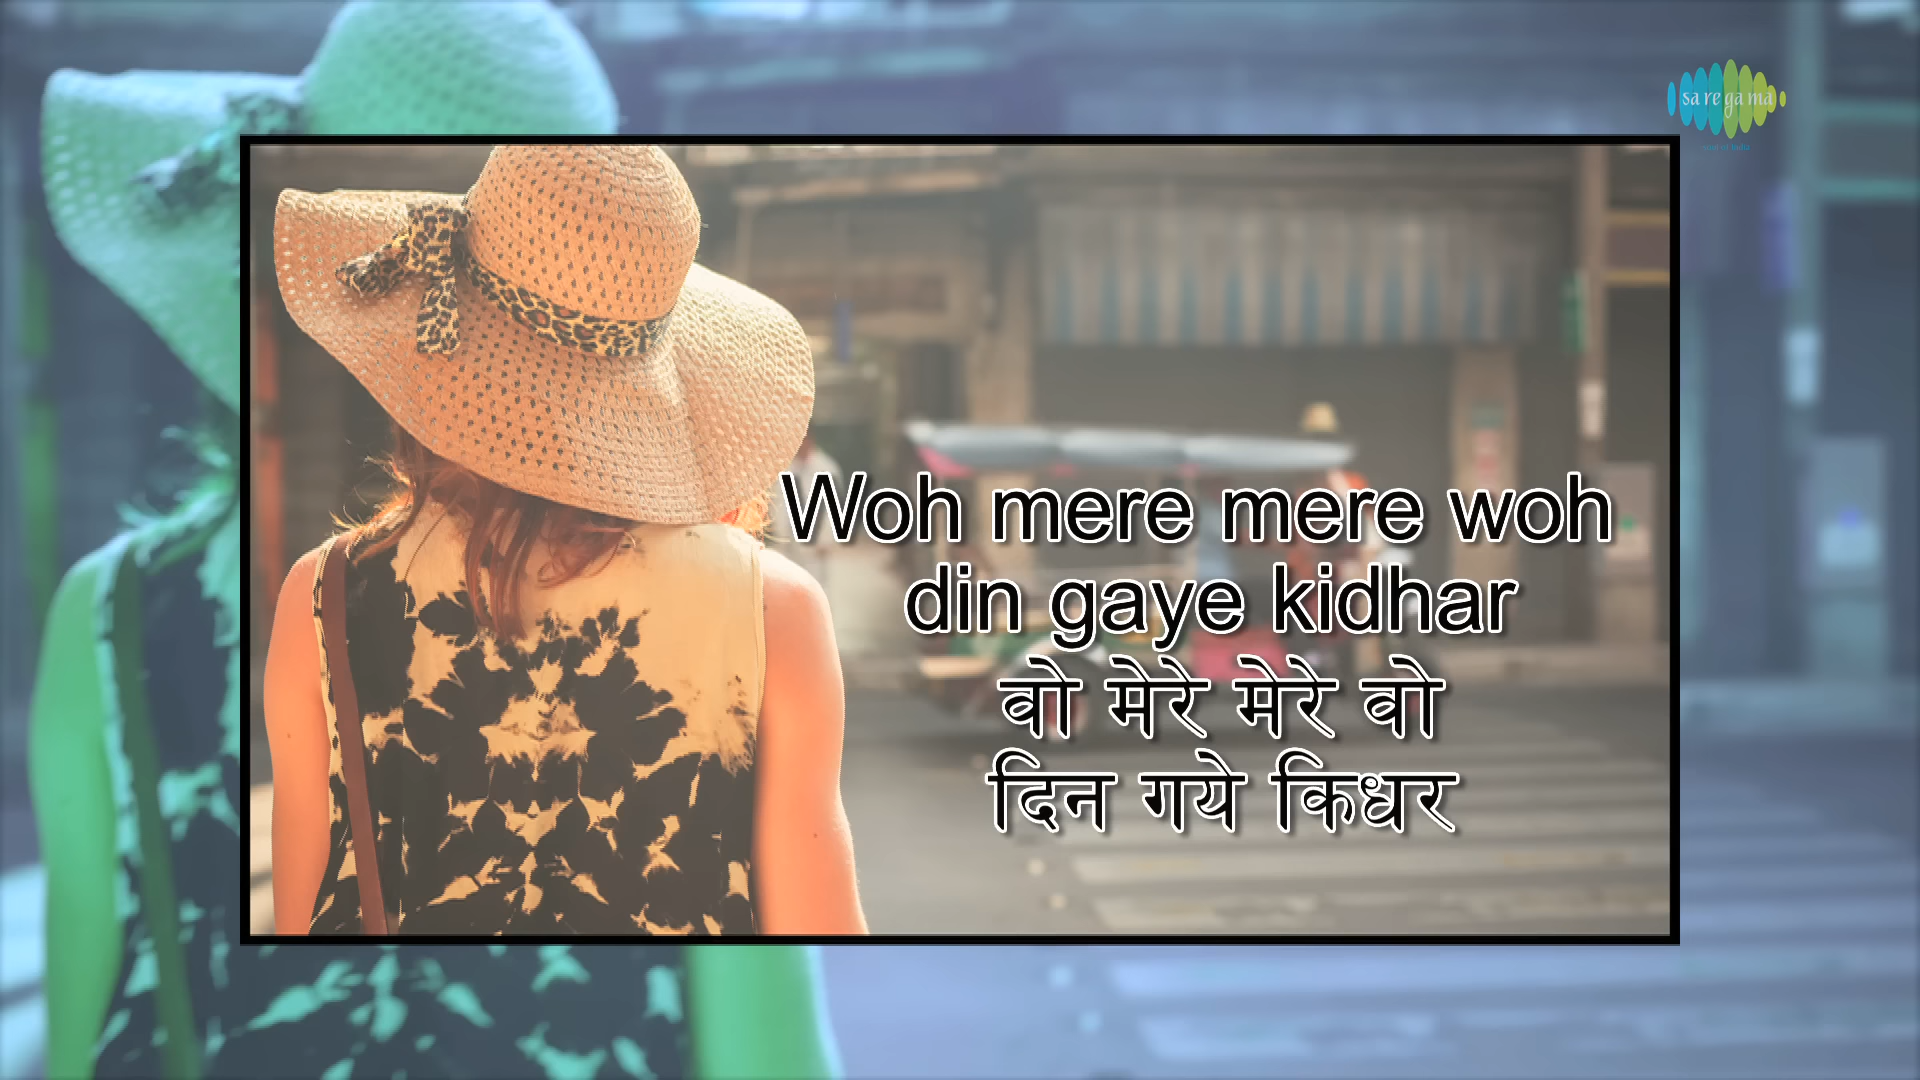 sa re ga ma
Woh mere mere woh
din gaye kidhar
वो मेरे मेरे वो
दिन गये किधर